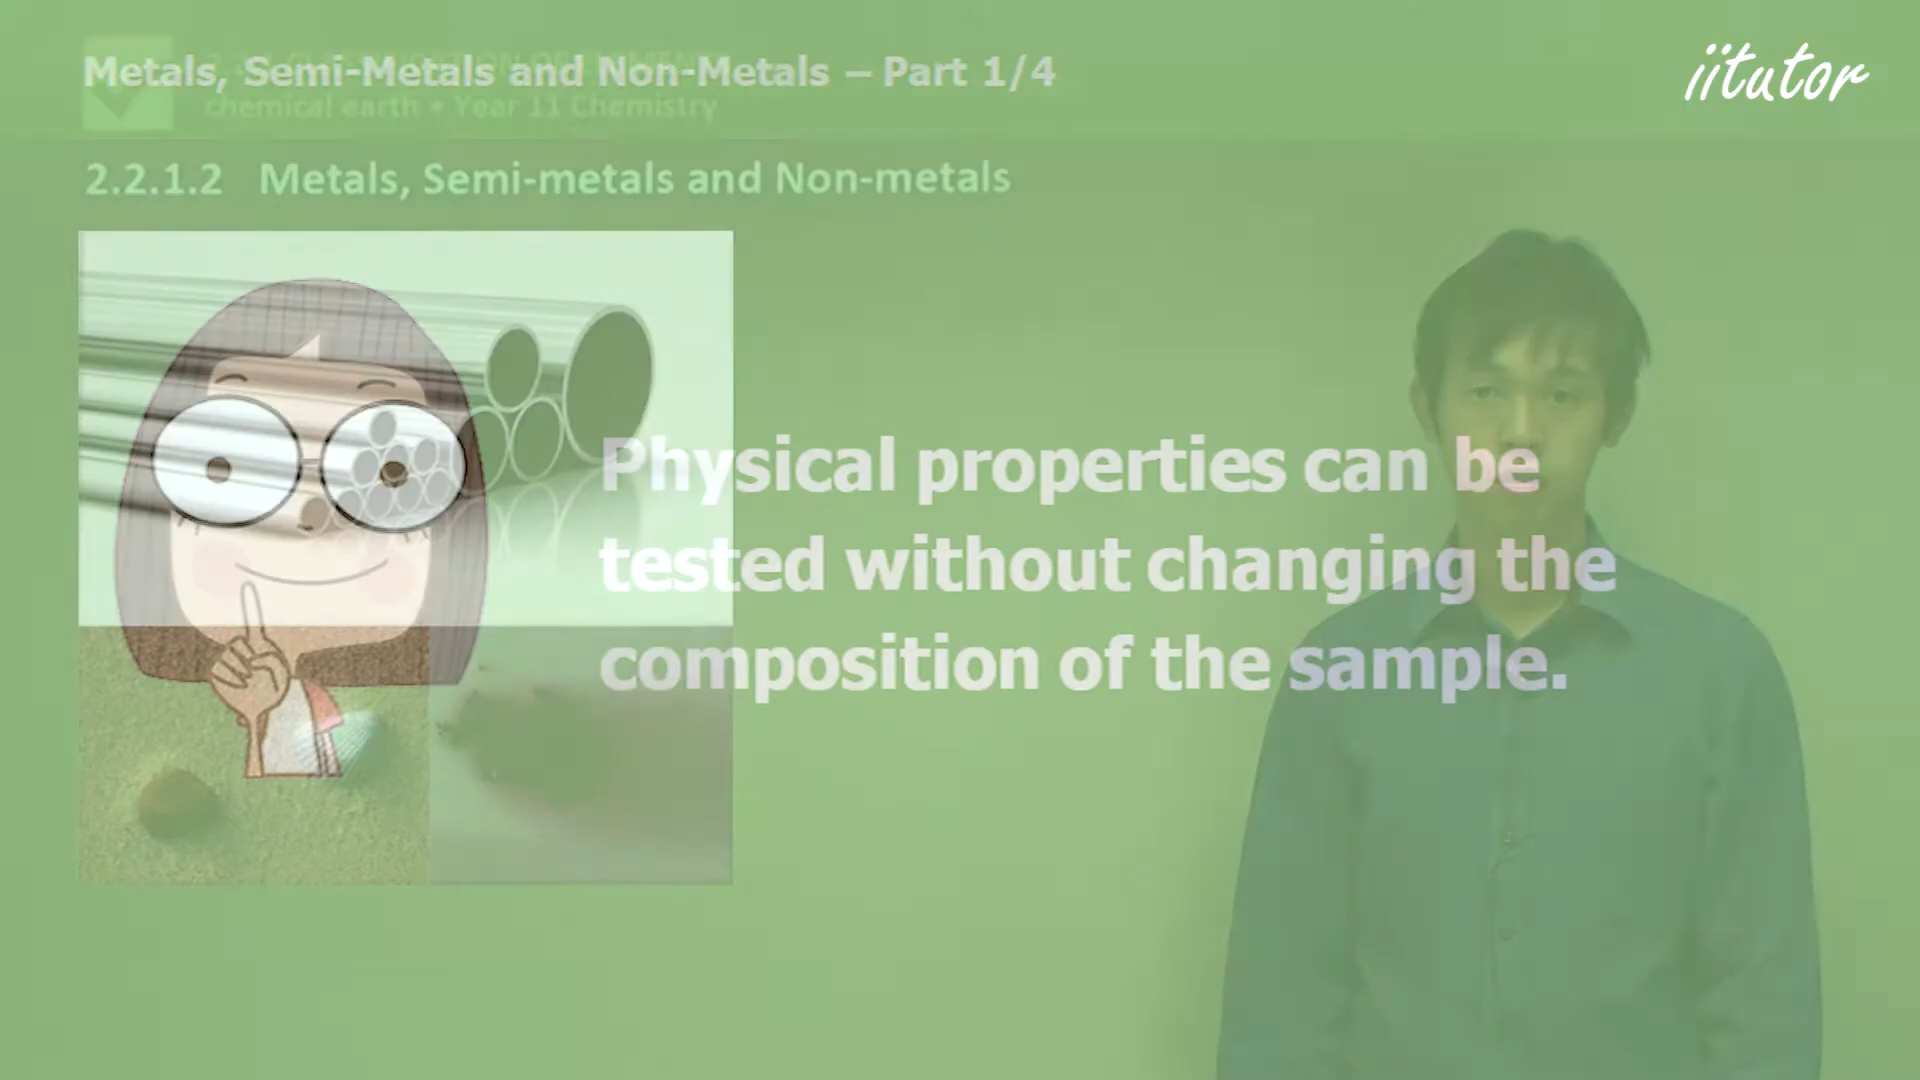 Metals, Semi-Metals and Non-Metals – Part 1/4
iitutor
chemical earth • Year 11 Chemistry
2.2.1.2 Metals, Semi-metals and Non-metals
Physical properties can be
tested without changing the
composition of the sample.